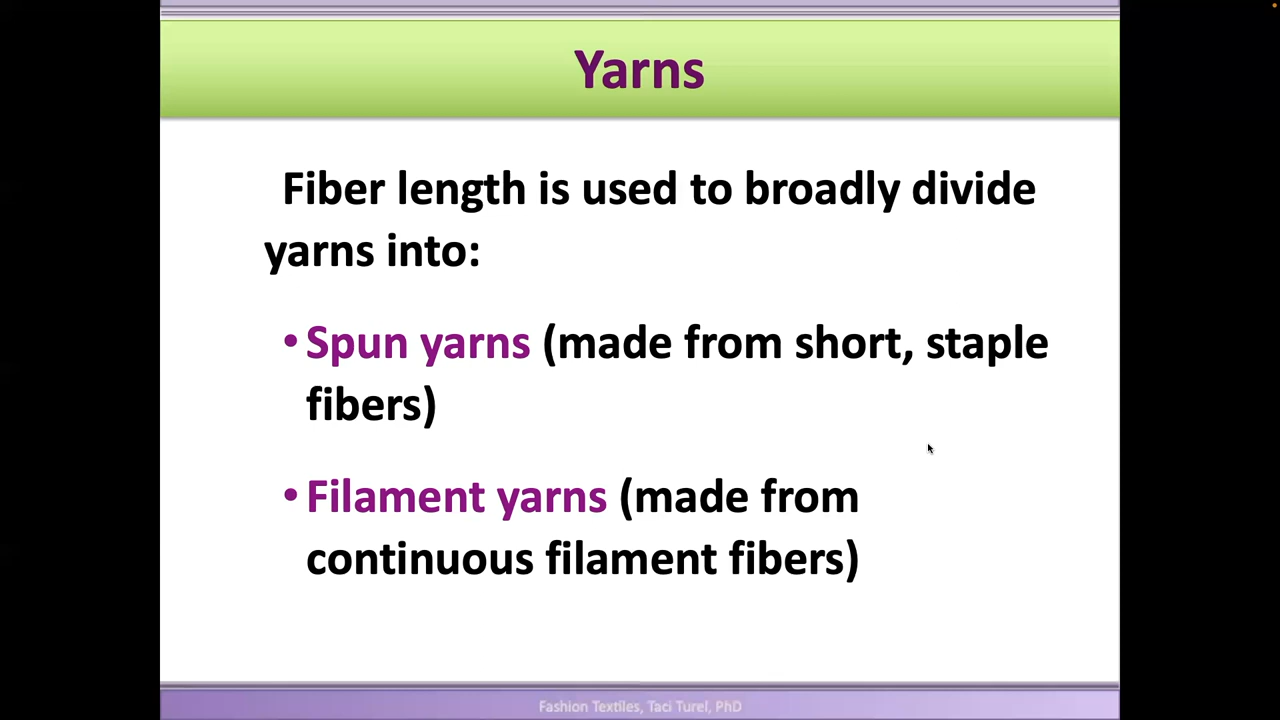 Yarns
Fiber length is used to broadly divide
yarns into:
• Spun yarns (made from short, staple
fibers)
• Filament yarns (made from
continuous filament fibers)
Fashion Textiles, Taci Turel, PhD